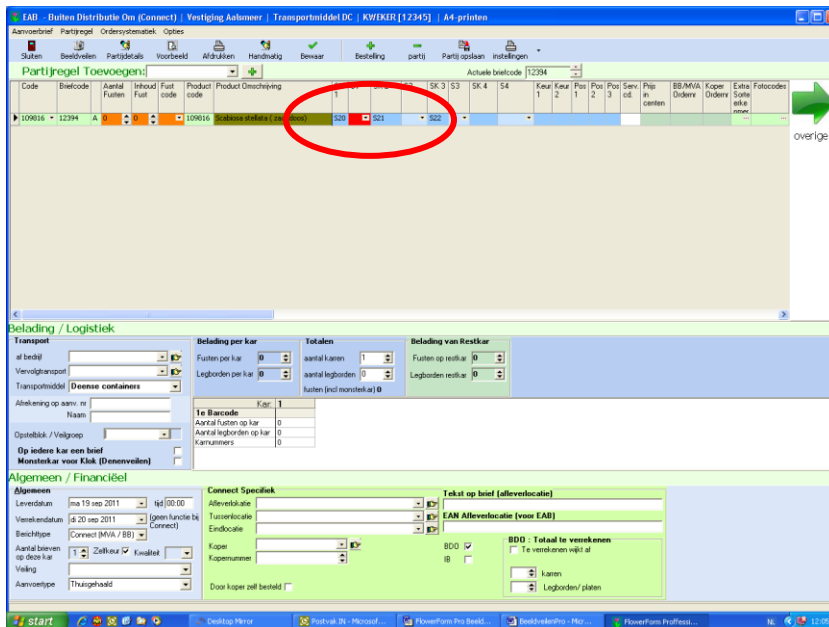 EAB - Buiten Distributie Om (Connect) | Vestiging Aalsmeer | Transportmiddel DC | KWEKER [12345] | A4-printen
Aanvoerbrief Partijregel Ordersystematiek Opties
Sluiten Beeldveilen Partijdetails Voorbeeld Afdrukken Handmatig Bewaar Bestelling partij Partij opslaan instellingen
Partijregel Toevoegen: Actuele briefcode 12394
Code Briefcode Aantal Fusten Inhoud Fust Fust code Product code Product Omschrijving SK 3 S3 SK 4 S4 Keur 1 Keur 2 Pos 1 Pos 2 Pos 3 Serv. cd. Prijs in centen BB/MVA Ordernr Koper Ordernr Extra Sorte erke nmer Fotocodes
109816 12394 A 0 0 109816 Scabiosa stellata ( zaaddoos) S20 S21 S22
overige
Belading / Logistiek
Transport Belading per kar Totalen Belading van Restkar
af bedrijf Fusten per kar 0 aantal karren 1 Fusten op restkar 0
Vervolgtransport Legborden per kar 0 aantal legborden 0 Legborden restkar 0
Transportmiddel Deense containers fusten (incl monsterkar) 0
Afrekening op aanv. nr Kar: 1
Naam 1e Barcode
Aantal fusten op kar 0
Opstelblok / Veilgroep Aantal legborden op kar 0
Karnummers 0
Op iedere kar een brief
Monsterkar voor Klok (Denenveilen)
Algemeen / Financiëel
Algemeen Connect Specifiek Tekst op brief (afleverlocatie)
Leverdatum ma 19 sep 2011 tijd 00:00 Afleverlokatie
Verrekendatum di 20 sep 2011 (geen functie bij Connect) Tussenlocatie EAN Afleverlocatie (voor EAB)
Berichttype Connect (MVA / BB) Eindlocatie
Aantal brieven op deze kar 1 Zelfkeur Kwaliteit Koper BDO BDO : Totaal te verrekenen
Kopernummer IB Te verrekenen wijkt af
Veiling karren
Aanvoertype Thuisgehaald Door koper zelf besteld Legborden/ platen
start Desktop Mirror Postvak IN - Microsof... FlowerForm Pro Beeld... BeeldveilenPro - Micr... FlowerForm Proffessi... NL 12:05